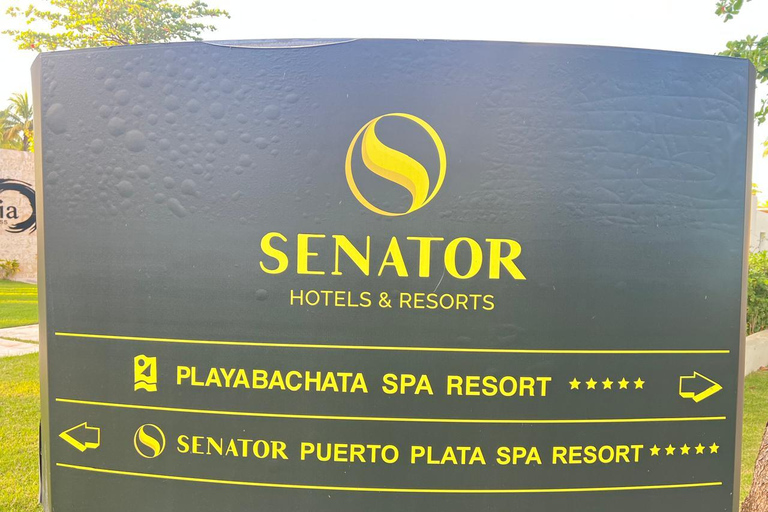 SENATOR
HOTELS & RESORTS
PLAYABACHATA SPA RESORT ★★★★★
SENATOR PUERTO PLATA SPA RESORT ★★★★★